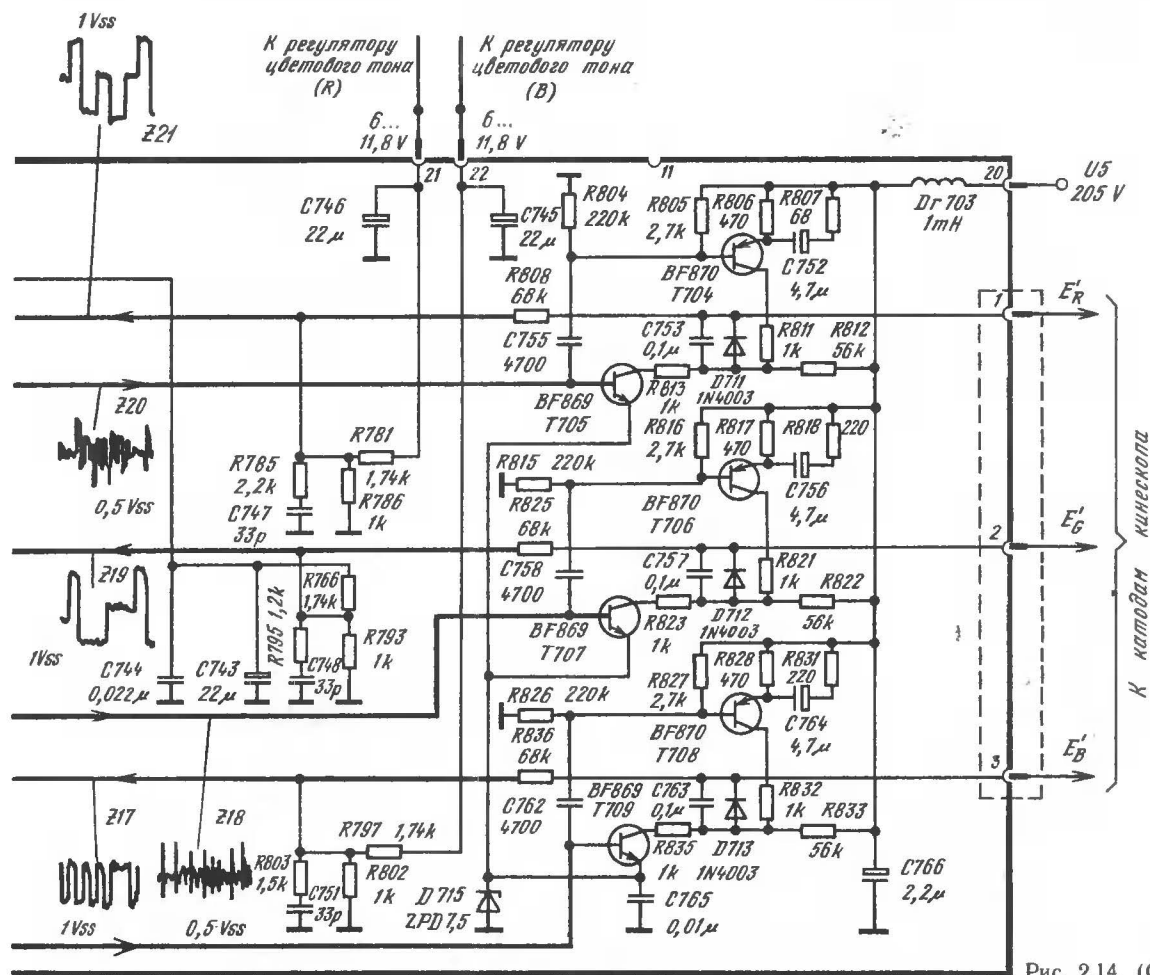 1Vss
Z21
К регулятору
цветового тона
(R)
К регулятору
цветового тона
(B)
6...
11,8 V
6...
11,8 V
21
22
11
20
U5
205 V
Dr 703
1mH
C746
22μ
C745
22μ
R804
220k
R805
2,7k
R806
470
R807
68
C752
4,7μ
BF870
T704
R808
68k
C755
4700
C753
0,1μ
R811
1k
R812
56k
1
E'R
Z20
0,5 Vss
BF869
T705
R813
1k
D711
1N4003
R816
2,7k
R817
470
R818
220
C756
4,7μ
BF870
T706
R781
1,74k
R785
2,2k
C747
33p
R786
1k
R815
220k
R825
68k
C758
4700
C757
0,1μ
R821
1k
R822
56k
2
E'G
К катодам кинескопа
Z19
1Vss
R766
1,74k
R795 1,2k
C748
33p
R793
1k
C744
0,022μ
C743
22μ
BF869
T707
R823
1k
D712
1N4003
R827
2,7k
R828
470
R831
220
C764
4,7μ
BF870
T708
R826
220k
R836
68k
C762
4700
BF869
T709
C763
0,1μ
R832
1k
R833
56k
3
E'B
Z17
1Vss
Z18
0,5 Vss
R803
1,5k
C751
33p
R797
1,74k
R802
1k
D715
ZPD7,5
R835
1k
D713
1N4003
C765
0,01μ
C766
2,2μ
Рис. 2.14